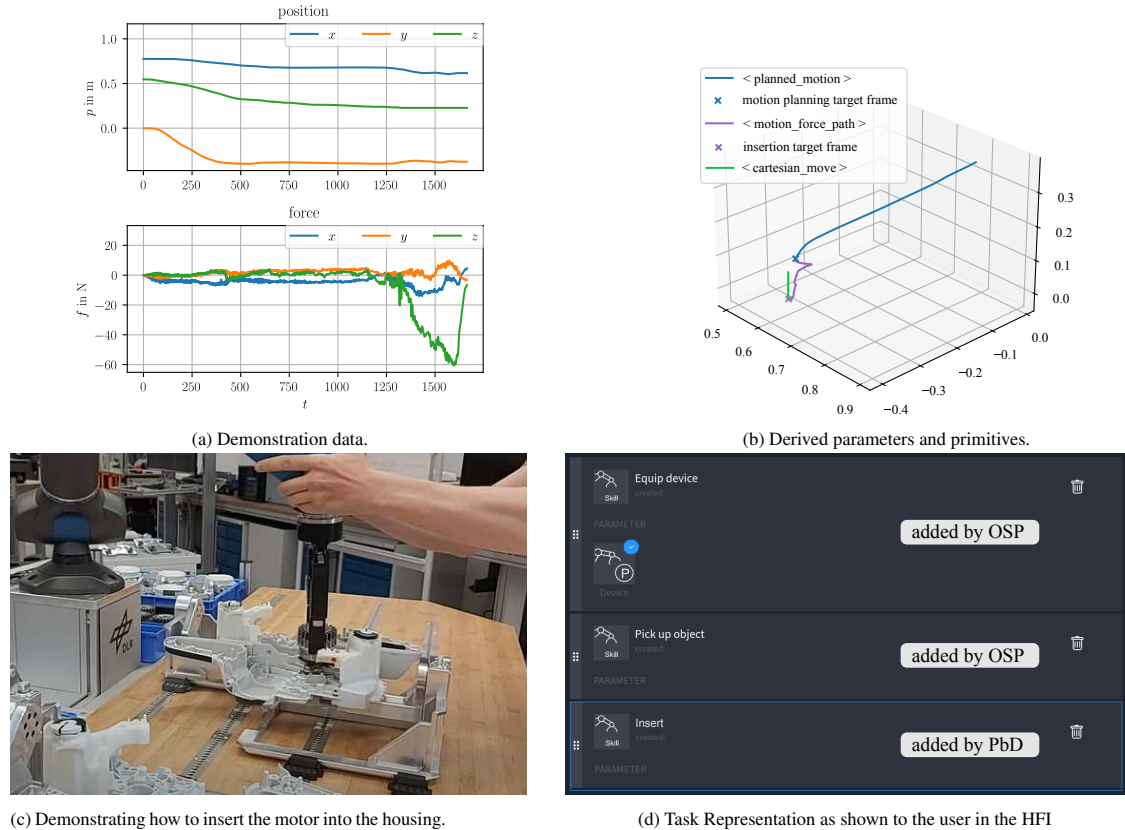 position
x y z
1.0
0.5
0.0
p in m
0 250 500 750 1000 1250 1500
force
x y z
20
0
−20
−40
−60
f in N
0 250 500 750 1000 1250 1500
t
(a) Demonstration data.
< planned_motion >
motion planning target frame
< motion_force_path >
insertion target frame
< cartesian_move >
0.3
0.2
0.1
0.0
0.5
0.6
0.7
0.8
0.9
−0.4
−0.3
−0.2
−0.1
0.0
(b) Derived parameters and primitives.
DLR
(c) Demonstrating how to insert the motor into the housing.
Equip device
created:
Skill
PARAMETER
added by OSP
P
Device
Pick up object
created:
Skill
added by OSP
PARAMETER
Insert
created:
Skill
added by PbD
PARAMETER
(d) Task Representation as shown to the user in the HFI